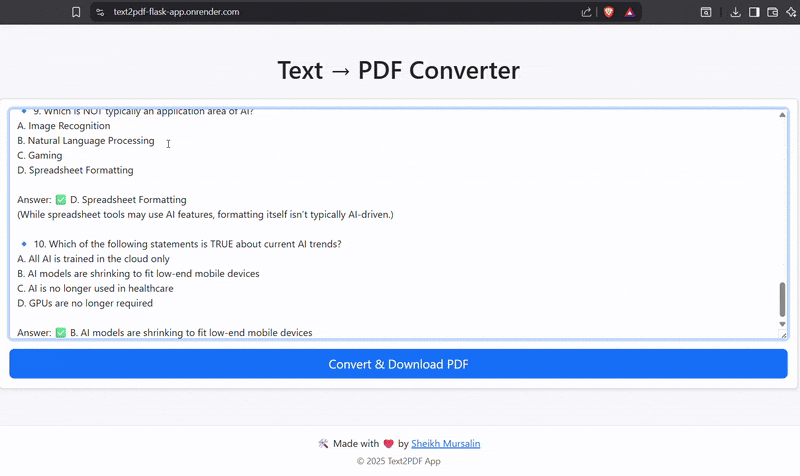 text2pdf-flask-app.onrender.com
Text → PDF Converter
🔹 9. Which is NOT typically an application area of AI?
A. Image Recognition
B. Natural Language Processing
C. Gaming
D. Spreadsheet Formatting
Answer: ✅ D. Spreadsheet Formatting
(While spreadsheet tools may use AI features, formatting itself isn't typically AI-driven.)
🔹 10. Which of the following statements is TRUE about current AI trends?
A. All AI is trained in the cloud only
B. AI models are shrinking to fit low-end mobile devices
C. AI is no longer used in healthcare
D. GPUs are no longer required
Answer: ✅ B. AI models are shrinking to fit low-end mobile devices
Convert & Download PDF
🛠️ Made with ❤️ by Sheikh Mursalin
© 2025 Text2PDF App